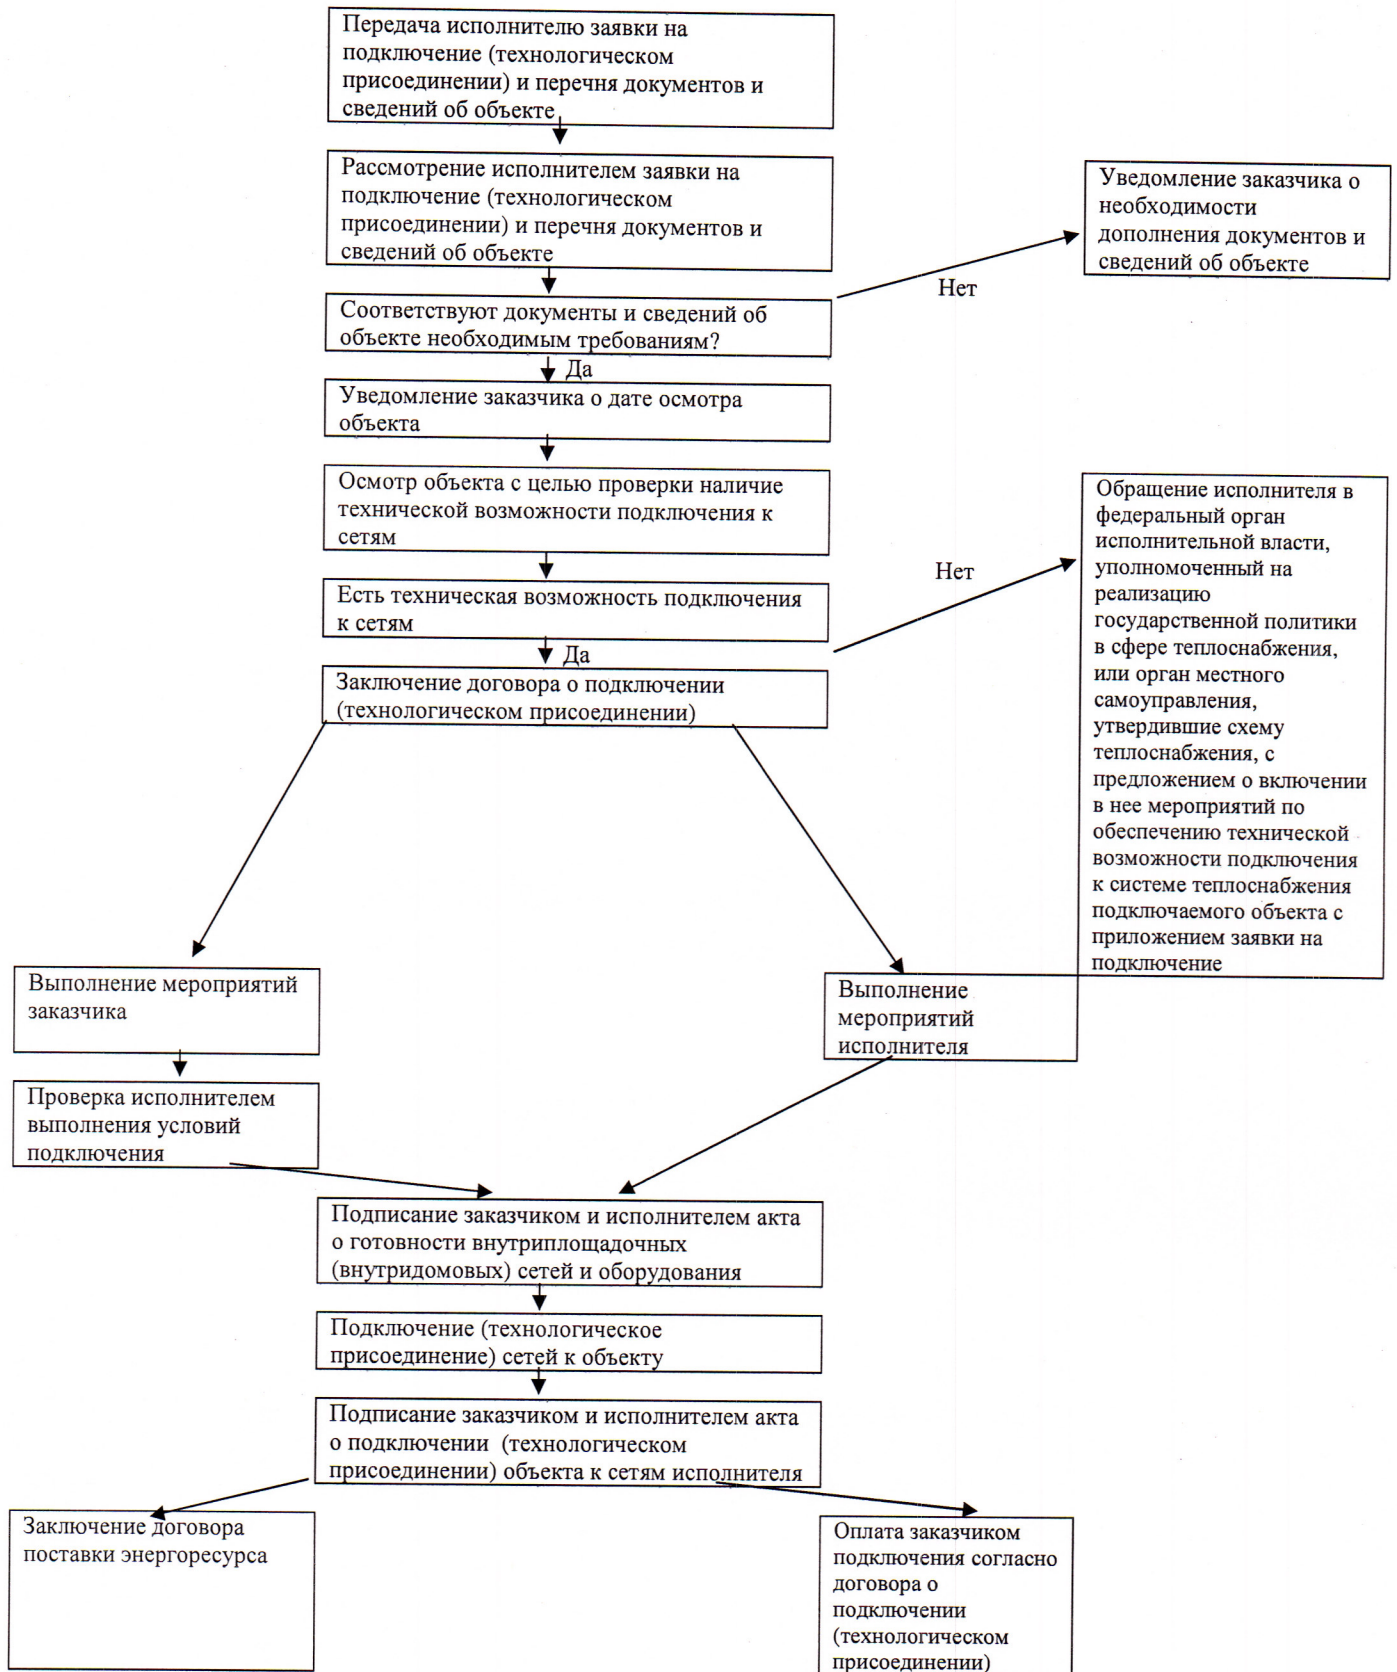 Передача исполнителю заявки на
подключение (технологическом
присоединении) и перечня документов и
сведений об объекте
Рассмотрение исполнителем заявки на
подключение (технологическом
присоединении) и перечня документов и
сведений об объекте
Уведомление заказчика о
необходимости
дополнения документов и
сведений об объекте
Нет
Соответствуют документы и сведений об
объекте необходимым требованиям?
Да
Уведомление заказчика о дате осмотра
объекта
Осмотр объекта с целью проверки наличие
технической возможности подключения к
сетям
Нет
Есть техническая возможность подключения
к сетям
Обращение исполнителя в
федеральный орган
исполнительной власти,
уполномоченный на
реализацию
государственной политики
в сфере теплоснабжения,
или орган местного
самоуправления,
утвердившие схему
теплоснабжения, с
предложением о включении
в нее мероприятий по
обеспечению технической
возможности подключения
к системе теплоснабжения
подключаемого объекта с
приложением заявки на
подключение
Да
Заключение договора о подключении
(технологическом присоединении)
Выполнение мероприятий
заказчика
Выполнение
мероприятий
исполнителя
Проверка исполнителем
выполнения условий
подключения
Подписание заказчиком и исполнителем акта
о готовности внутриплощадочных
(внутридомовых) сетей и оборудования
Подключение (технологическое
присоединение) сетей к объекту
Подписание заказчиком и исполнителем акта
о подключении (технологическом
присоединении) объекта к сетям исполнителя
Заключение договора
поставки энергоресурса
Оплата заказчиком
подключения согласно
договора о
подключении
(технологическом
присоединении)